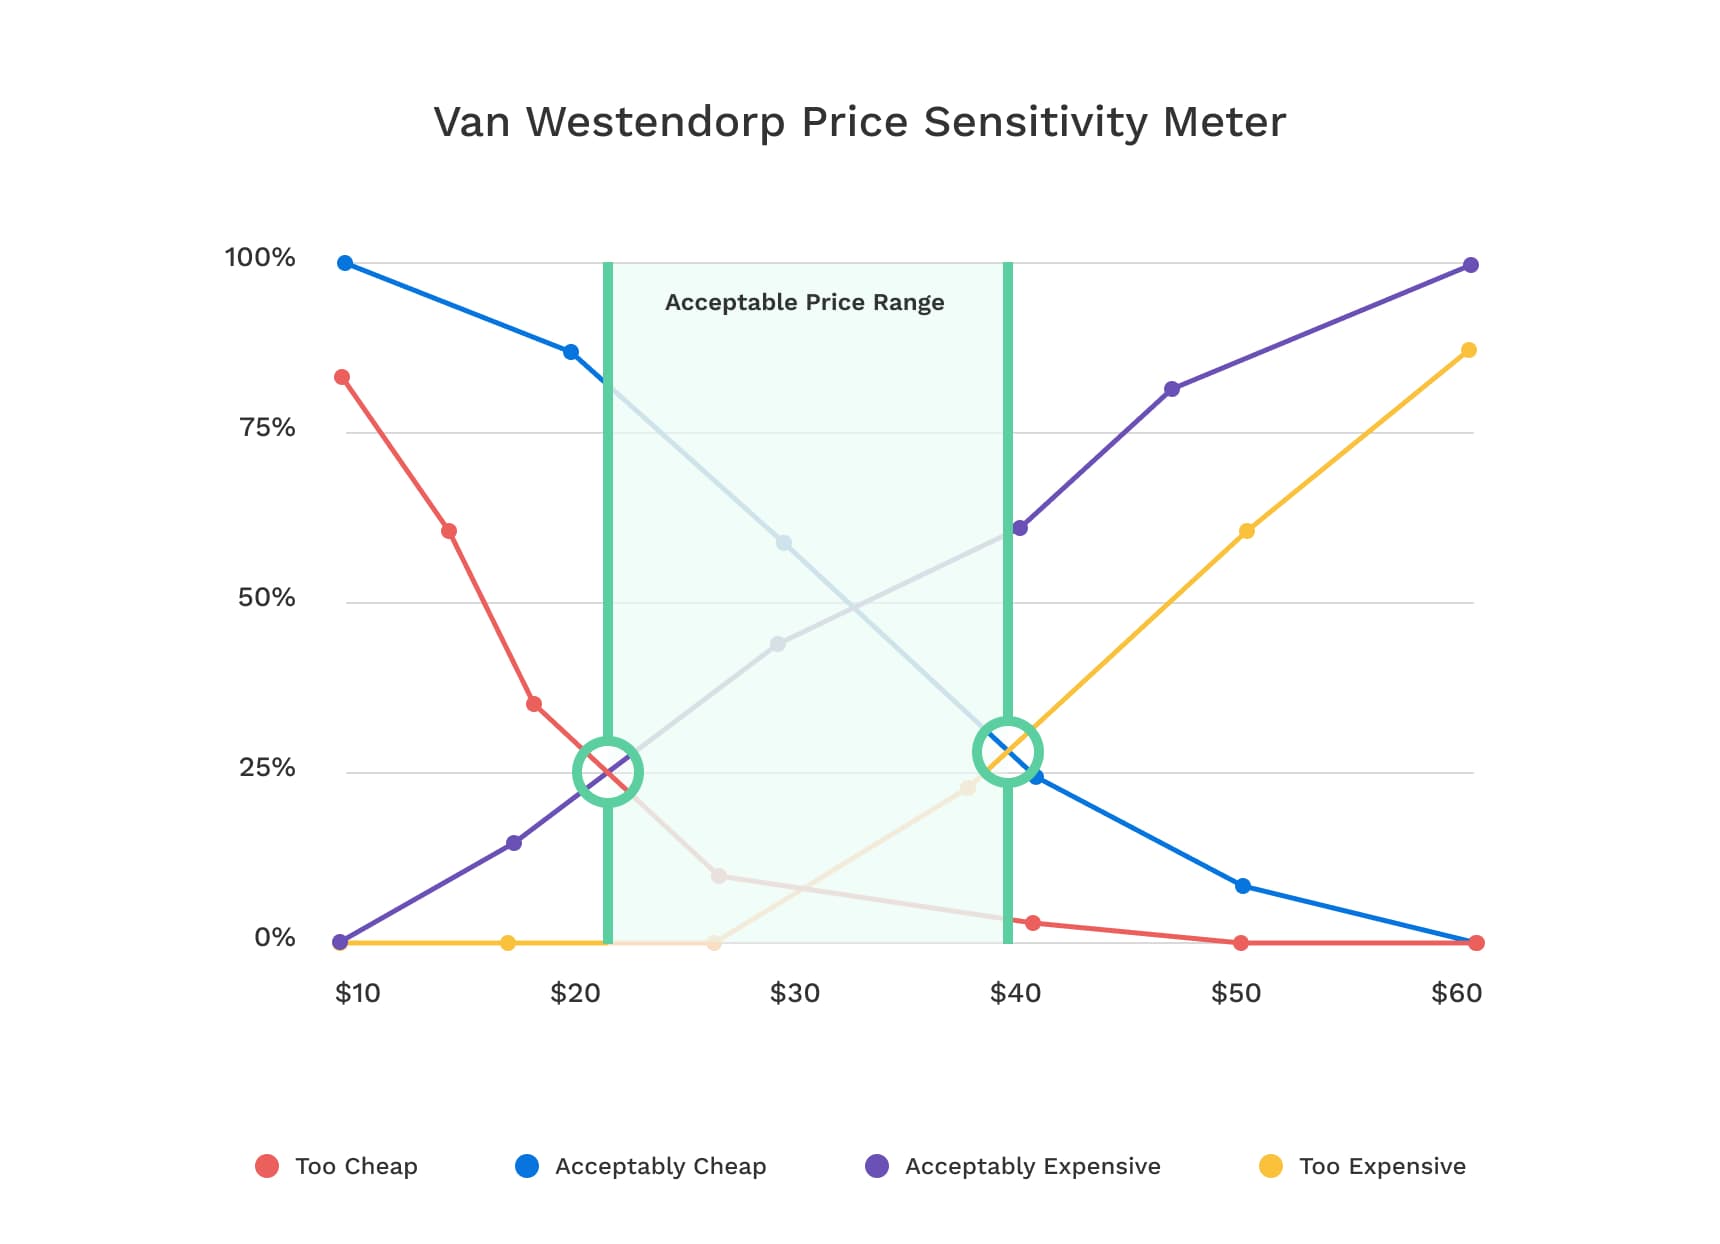 Van Westendorp Price Sensitivity Meter
100%
Acceptable Price Range
75%
50%
25%
0%
$10 $20 $30 $40 $50 $60
Too Cheap Acceptably Cheap Acceptably Expensive Too Expensive